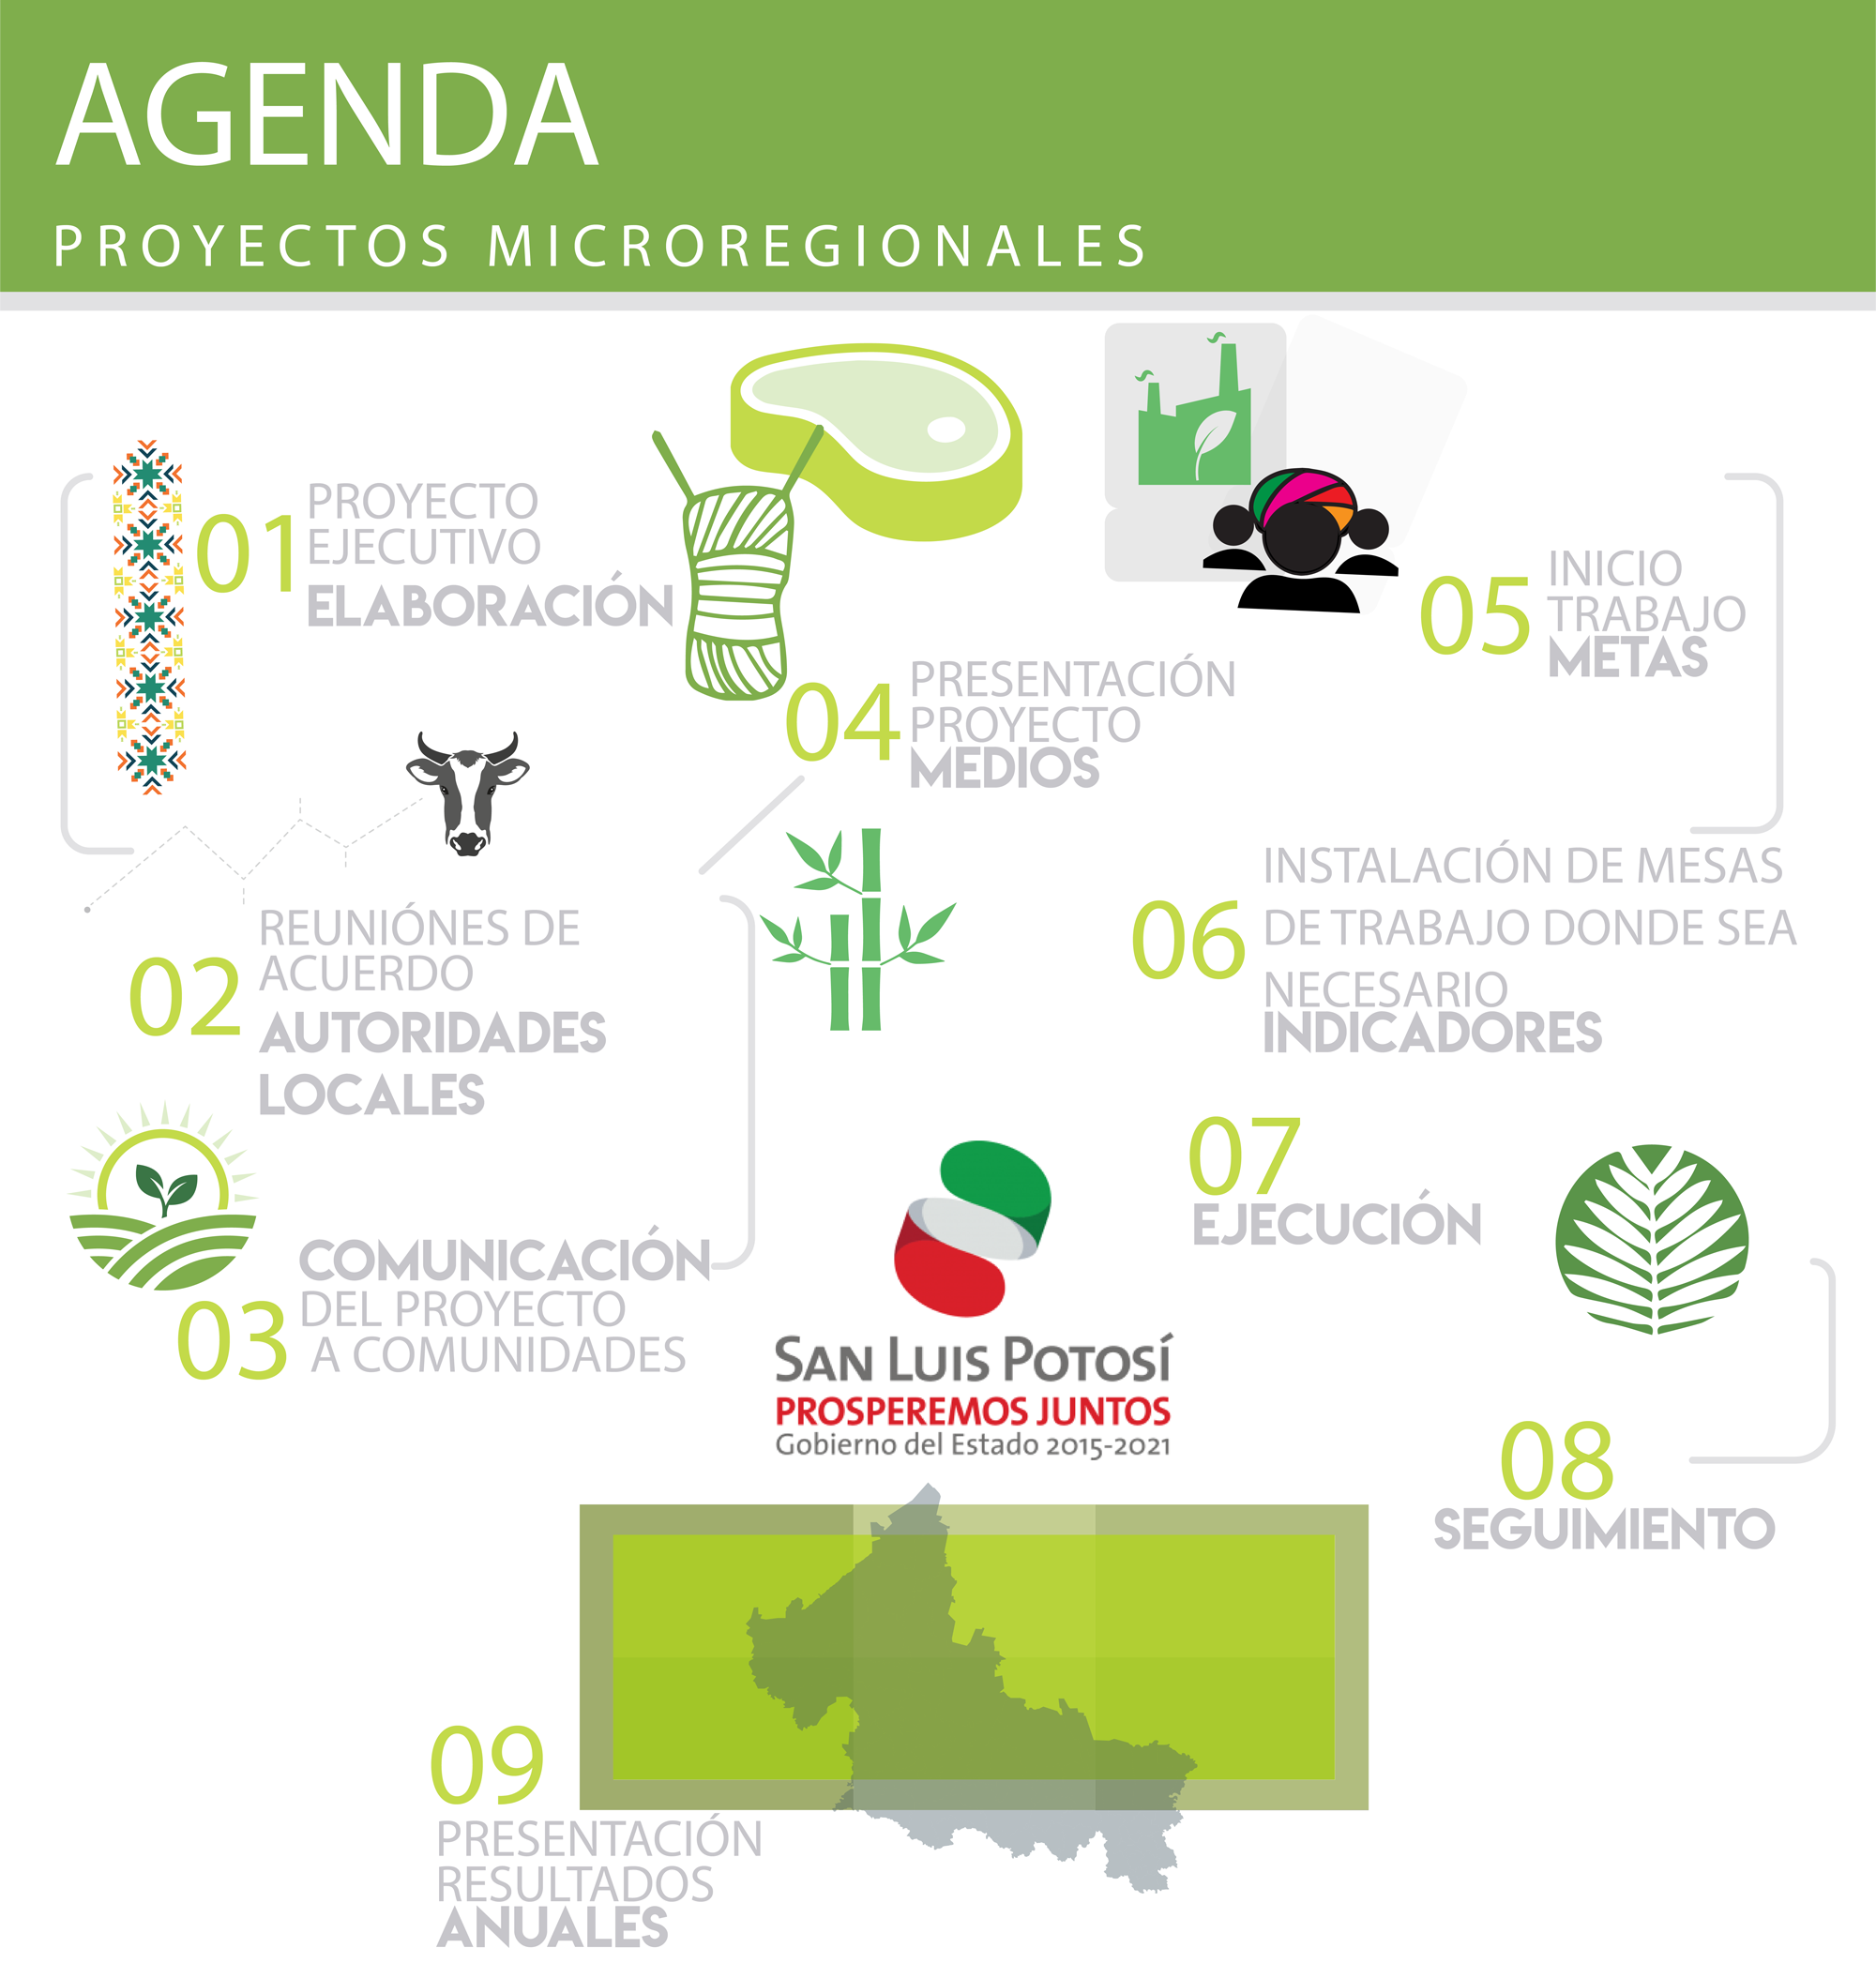 AGENDA
PROYECTOS MICROREGIONALES
01
PROYECTO
EJECUTIVO
ELABORACIÓN
02
REUNIÓNES DE
ACUERDO
AUTORIDADES
LOCALES
03
COMUNICACIÓN
DEL PROYECTO
A COMUNIDADES
04
PRESENTACIÓN
PROYECTO
MEDIOS
05
INICIO
TRABAJO
METAS
06
INSTALACIÓN DE MESAS
DE TRABAJO DONDE SEA
NECESARIO
INDICADORES
07
EJECUCIÓN
08
SEGUIMIENTO
SAN LUIS POTOSÍ
PROSPEREMOS JUNTOS
Gobierno del Estado 2015-2021
09
PRESENTACIÓN
RESULTADOS
ANUALES